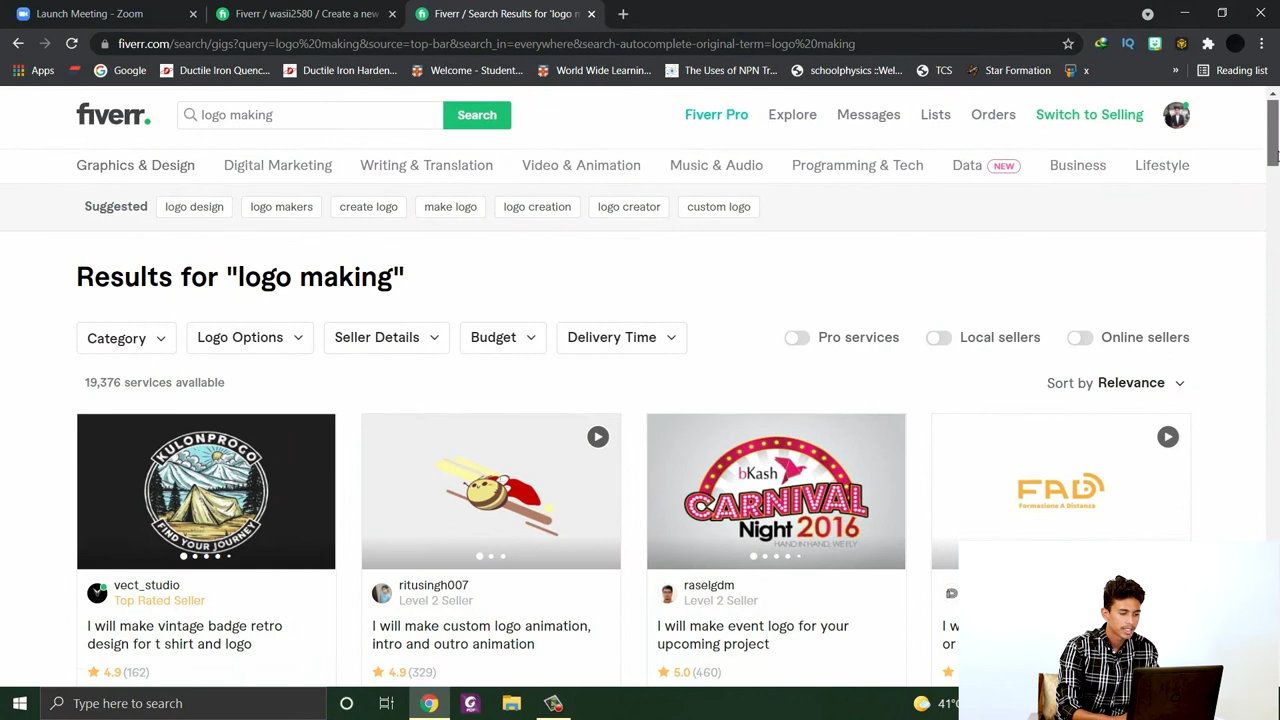 Launch Meeting - Zoom
Fiverr / wasii2580 / Create a new
Fiverr / Search Results for 'logo m
fiverr.com/search/gigs?query=logo%20making&source=top-bar&search_in=everywhere&search-autocomplete-original-term=logo%20making
Apps
Google
Ductile Iron Quenc...
Ductile Iron Harden...
Welcome - Student...
World Wide Learnin...
The Uses of NPN Tr...
schoolphysics ::Wel...
TCS
Star Formation
x
Reading list
fiverr.
logo making
Search
Fiverr Pro
Explore
Messages
Lists
Orders
Switch to Selling
Graphics & Design
Digital Marketing
Writing & Translation
Video & Animation
Music & Audio
Programming & Tech
Data NEW
Business
Lifestyle
Suggested
logo design
logo makers
create logo
make logo
logo creation
logo creator
custom logo
Results for "logo making"
Category
Logo Options
Seller Details
Budget
Delivery Time
Pro services
Local sellers
Online sellers
19,376 services available
Sort by Relevance
KULONPROGO
FIND YOUR JOURNEY
bKash
CARNIVAL
Night 2016
HAND IN HAND, WE FLY
FAD
Formazione A Distanza
vect_studio
Top Rated Seller
I will make vintage badge retro
design for t shirt and logo
4.9 (162)
ritusingh007
Level 2 Seller
I will make custom logo animation,
intro and outro animation
4.9 (329)
raselgdm
Level 2 Seller
I will make event logo for your
upcoming project
5.0 (460)
I w
or
Type here to search
41°